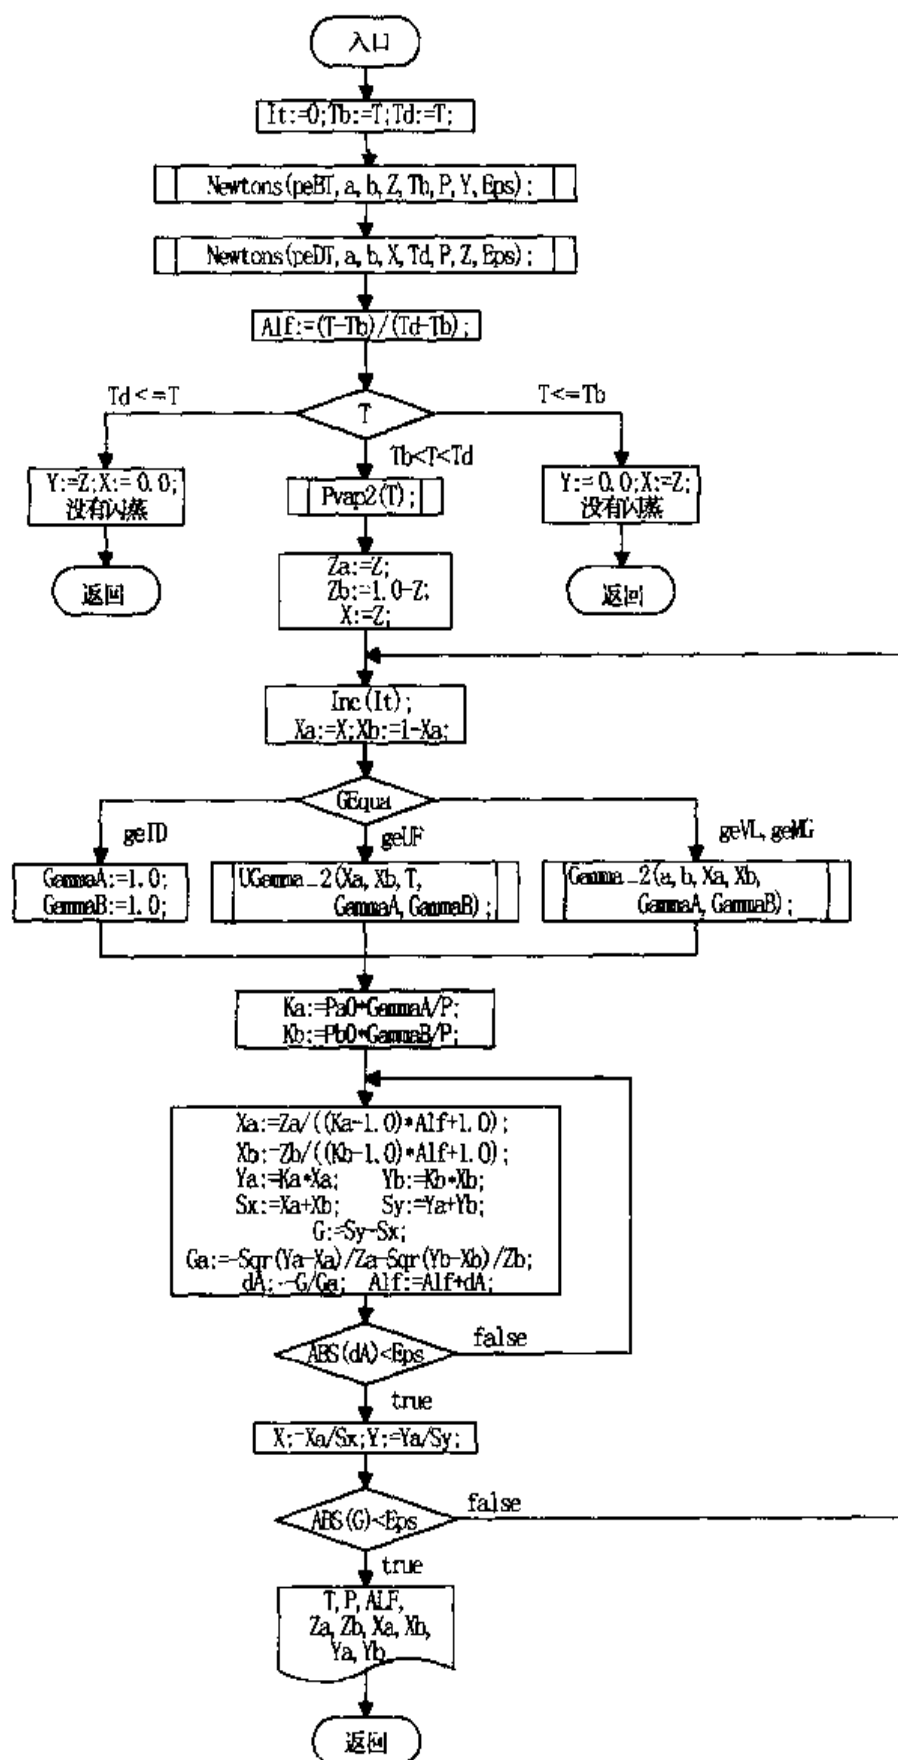 入口
It:=0;Tb:=T;Td:=T;
Newtons(peBT,a,b,Z,Tb,P,Y,Eps);
Newtons(peDT,a,b,X,Td,P,Z,Eps);
Alf:=(T-Tb)/(Td-Tb);
Td<=T
T
T<=Tb
Tb<T<Td
Y:=Z;X:=0.0;
没有闪蒸
Pvap2(T);
Y:=0.0;X:=Z;
没有闪蒸
返回
Za:=Z;
Zb:=1.0-Z;
X:=Z;
返回
Inc(It);
Xa:=X;Xb:=1-Xa;
GEqua
geID
geUF
geVL,geMG
GammaA:=1.0;
GammaB:=1.0;
UGamma_2(Xa,Xb,T,
GammaA,GammaB);
Gamma_2(a,b,Xa,Xb,
GammaA,GammaB);
Ka:=Pa0*GammaA/P;
Kb:=Pb0*GammaB/P;
Xa:=Za/((Ka-1.0)*Alf+1.0);
Xb:=Zb/((Kb-1.0)*Alf+1.0);
Ya:=Ka*Xa; Yb:=Kb*Xb;
Sx:=Xa+Xb; Sy:=Ya+Yb;
G:=Sy-Sx;
Ga:=-Sqr(Ya-Xa)/Za-Sqr(Yb-Xb)/Zb;
dA:=-G/Ga; Alf:=Alf+dA;
ABS(dA)<Eps
false
true
X:=Xa/Sx;Y:=Ya/Sy;
ABS(G)<Eps
false
true
T,P,ALF,
Za,Zb,Xa,Xb,
Ya,Yb
返回